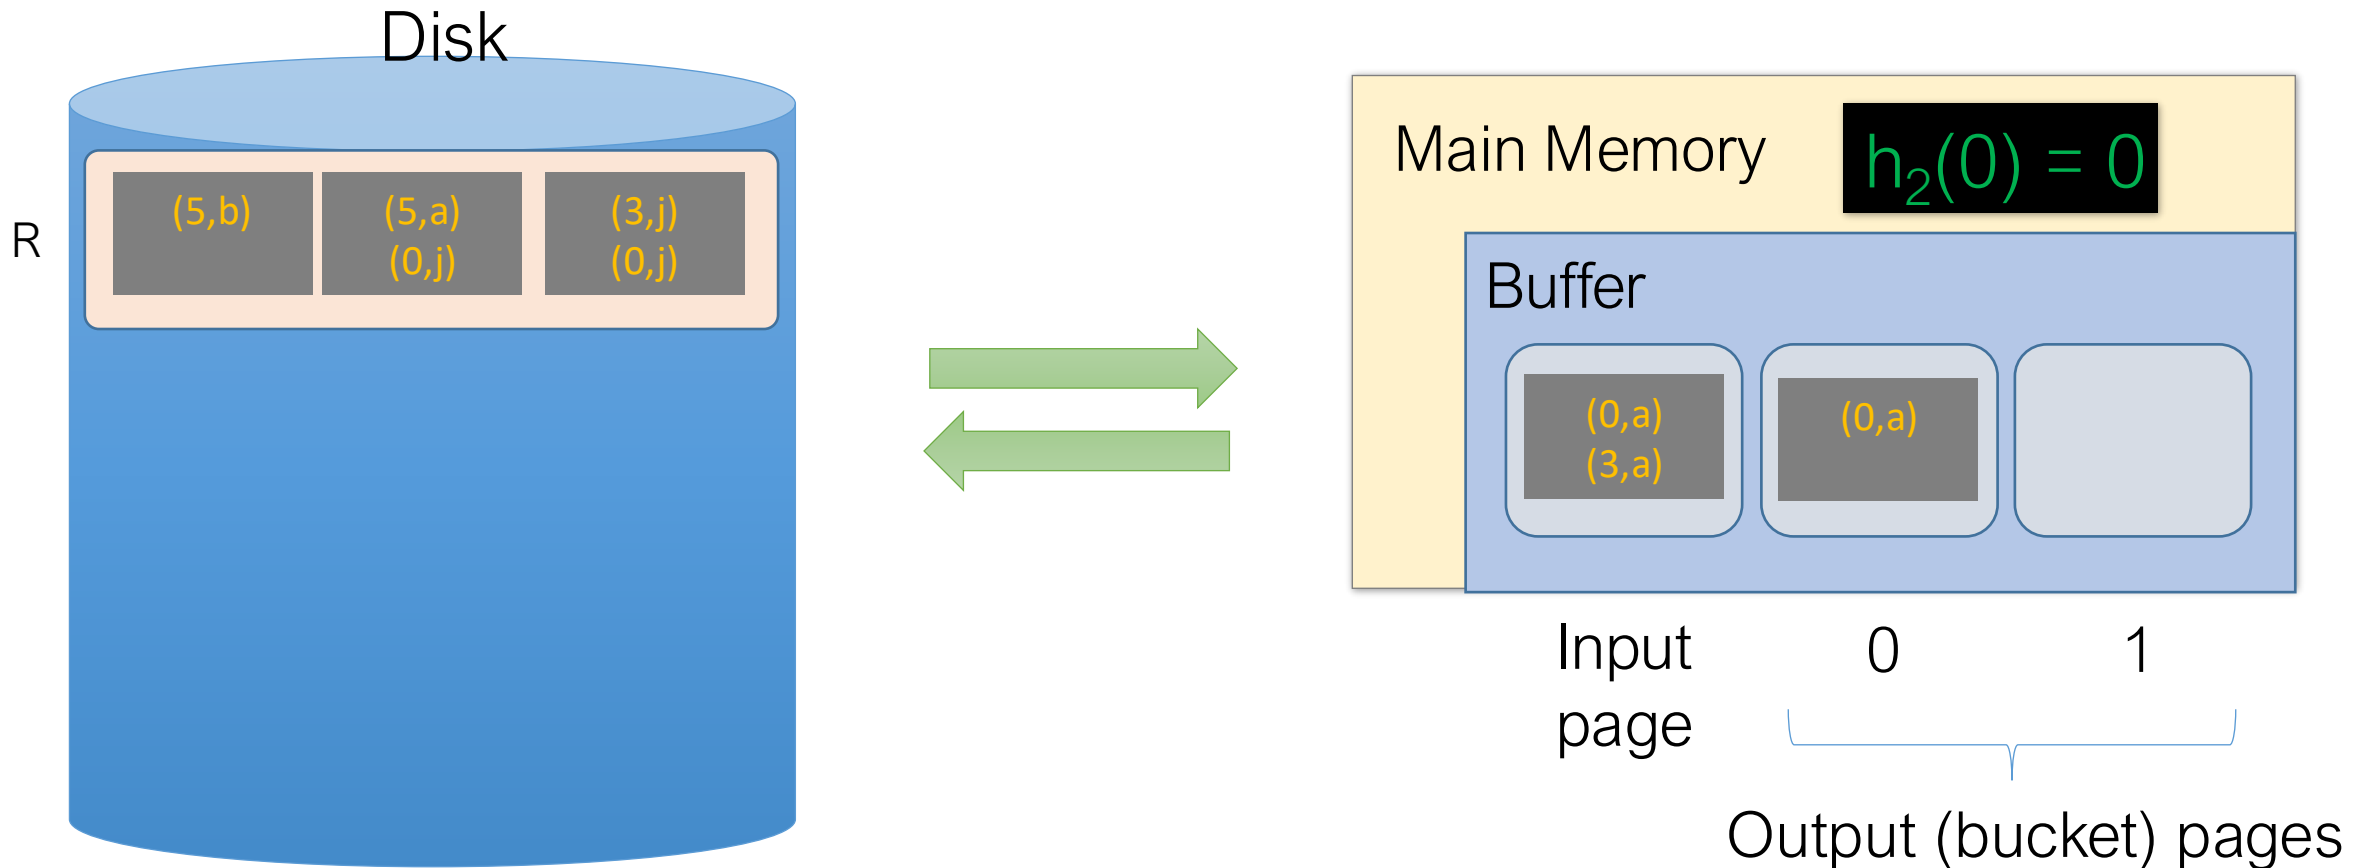 Disk
R
(5,b)
(5,a)
(0,j)
(3,j)
(0,j)
Main Memory
h₂(0) = 0
Buffer
(0,a)
(3,a)
(0,a)
Input
page
0
1
Output (bucket) pages